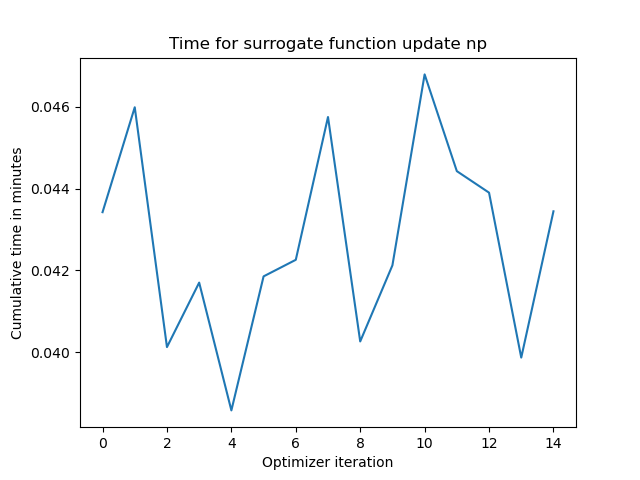 Time for surrogate function update np
Cumulative time in minutes
0.046
0.044
0.042
0.040
0 2 4 6 8 10 12 14
Optimizer iteration